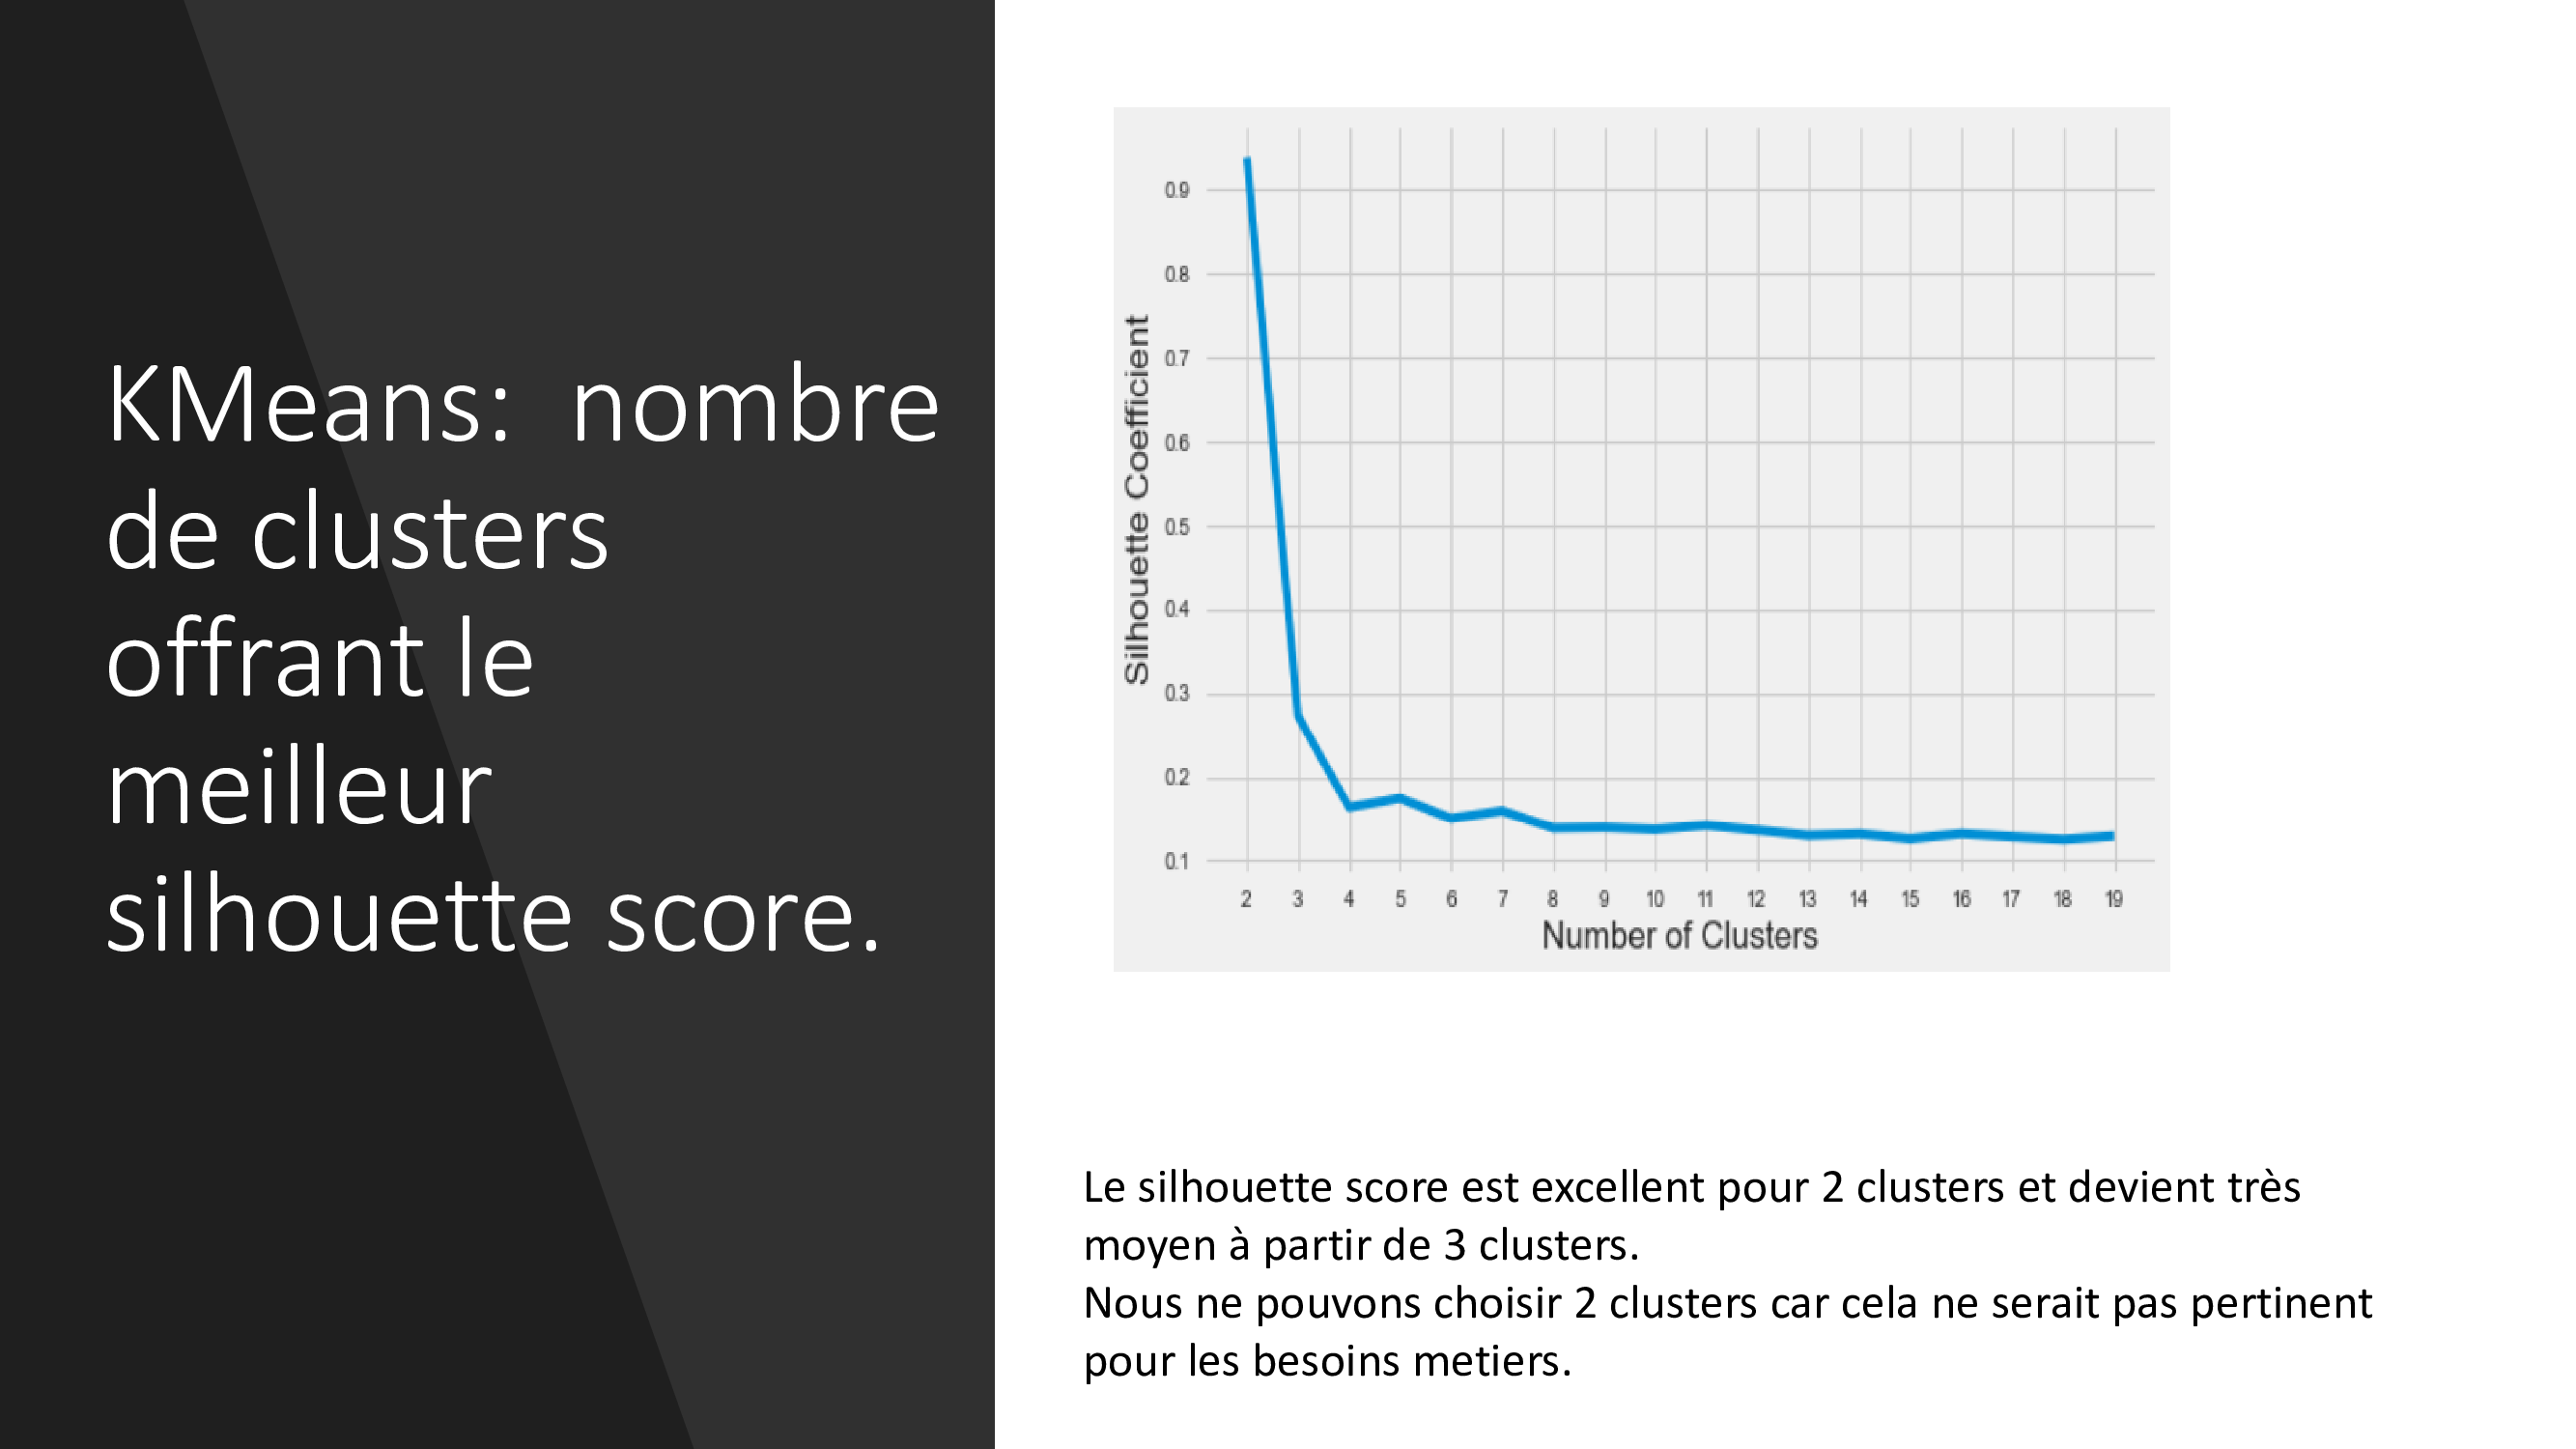 KMeans:  nombre
de clusters
offrant le
meilleur
silhouette score.
Silhouette Coefficient
0.9
0.8
0.7
0.6
0.5
0.4
0.3
0.2
0.1
2 3 4 5 6 7 8 9 10 11 12 13 14 15 16 17 18 19
Number of Clusters
Le silhouette score est excellent pour 2 clusters et devient très
moyen à partir de 3 clusters.
Nous ne pouvons choisir 2 clusters car cela ne serait pas pertinent
pour les besoins metiers.